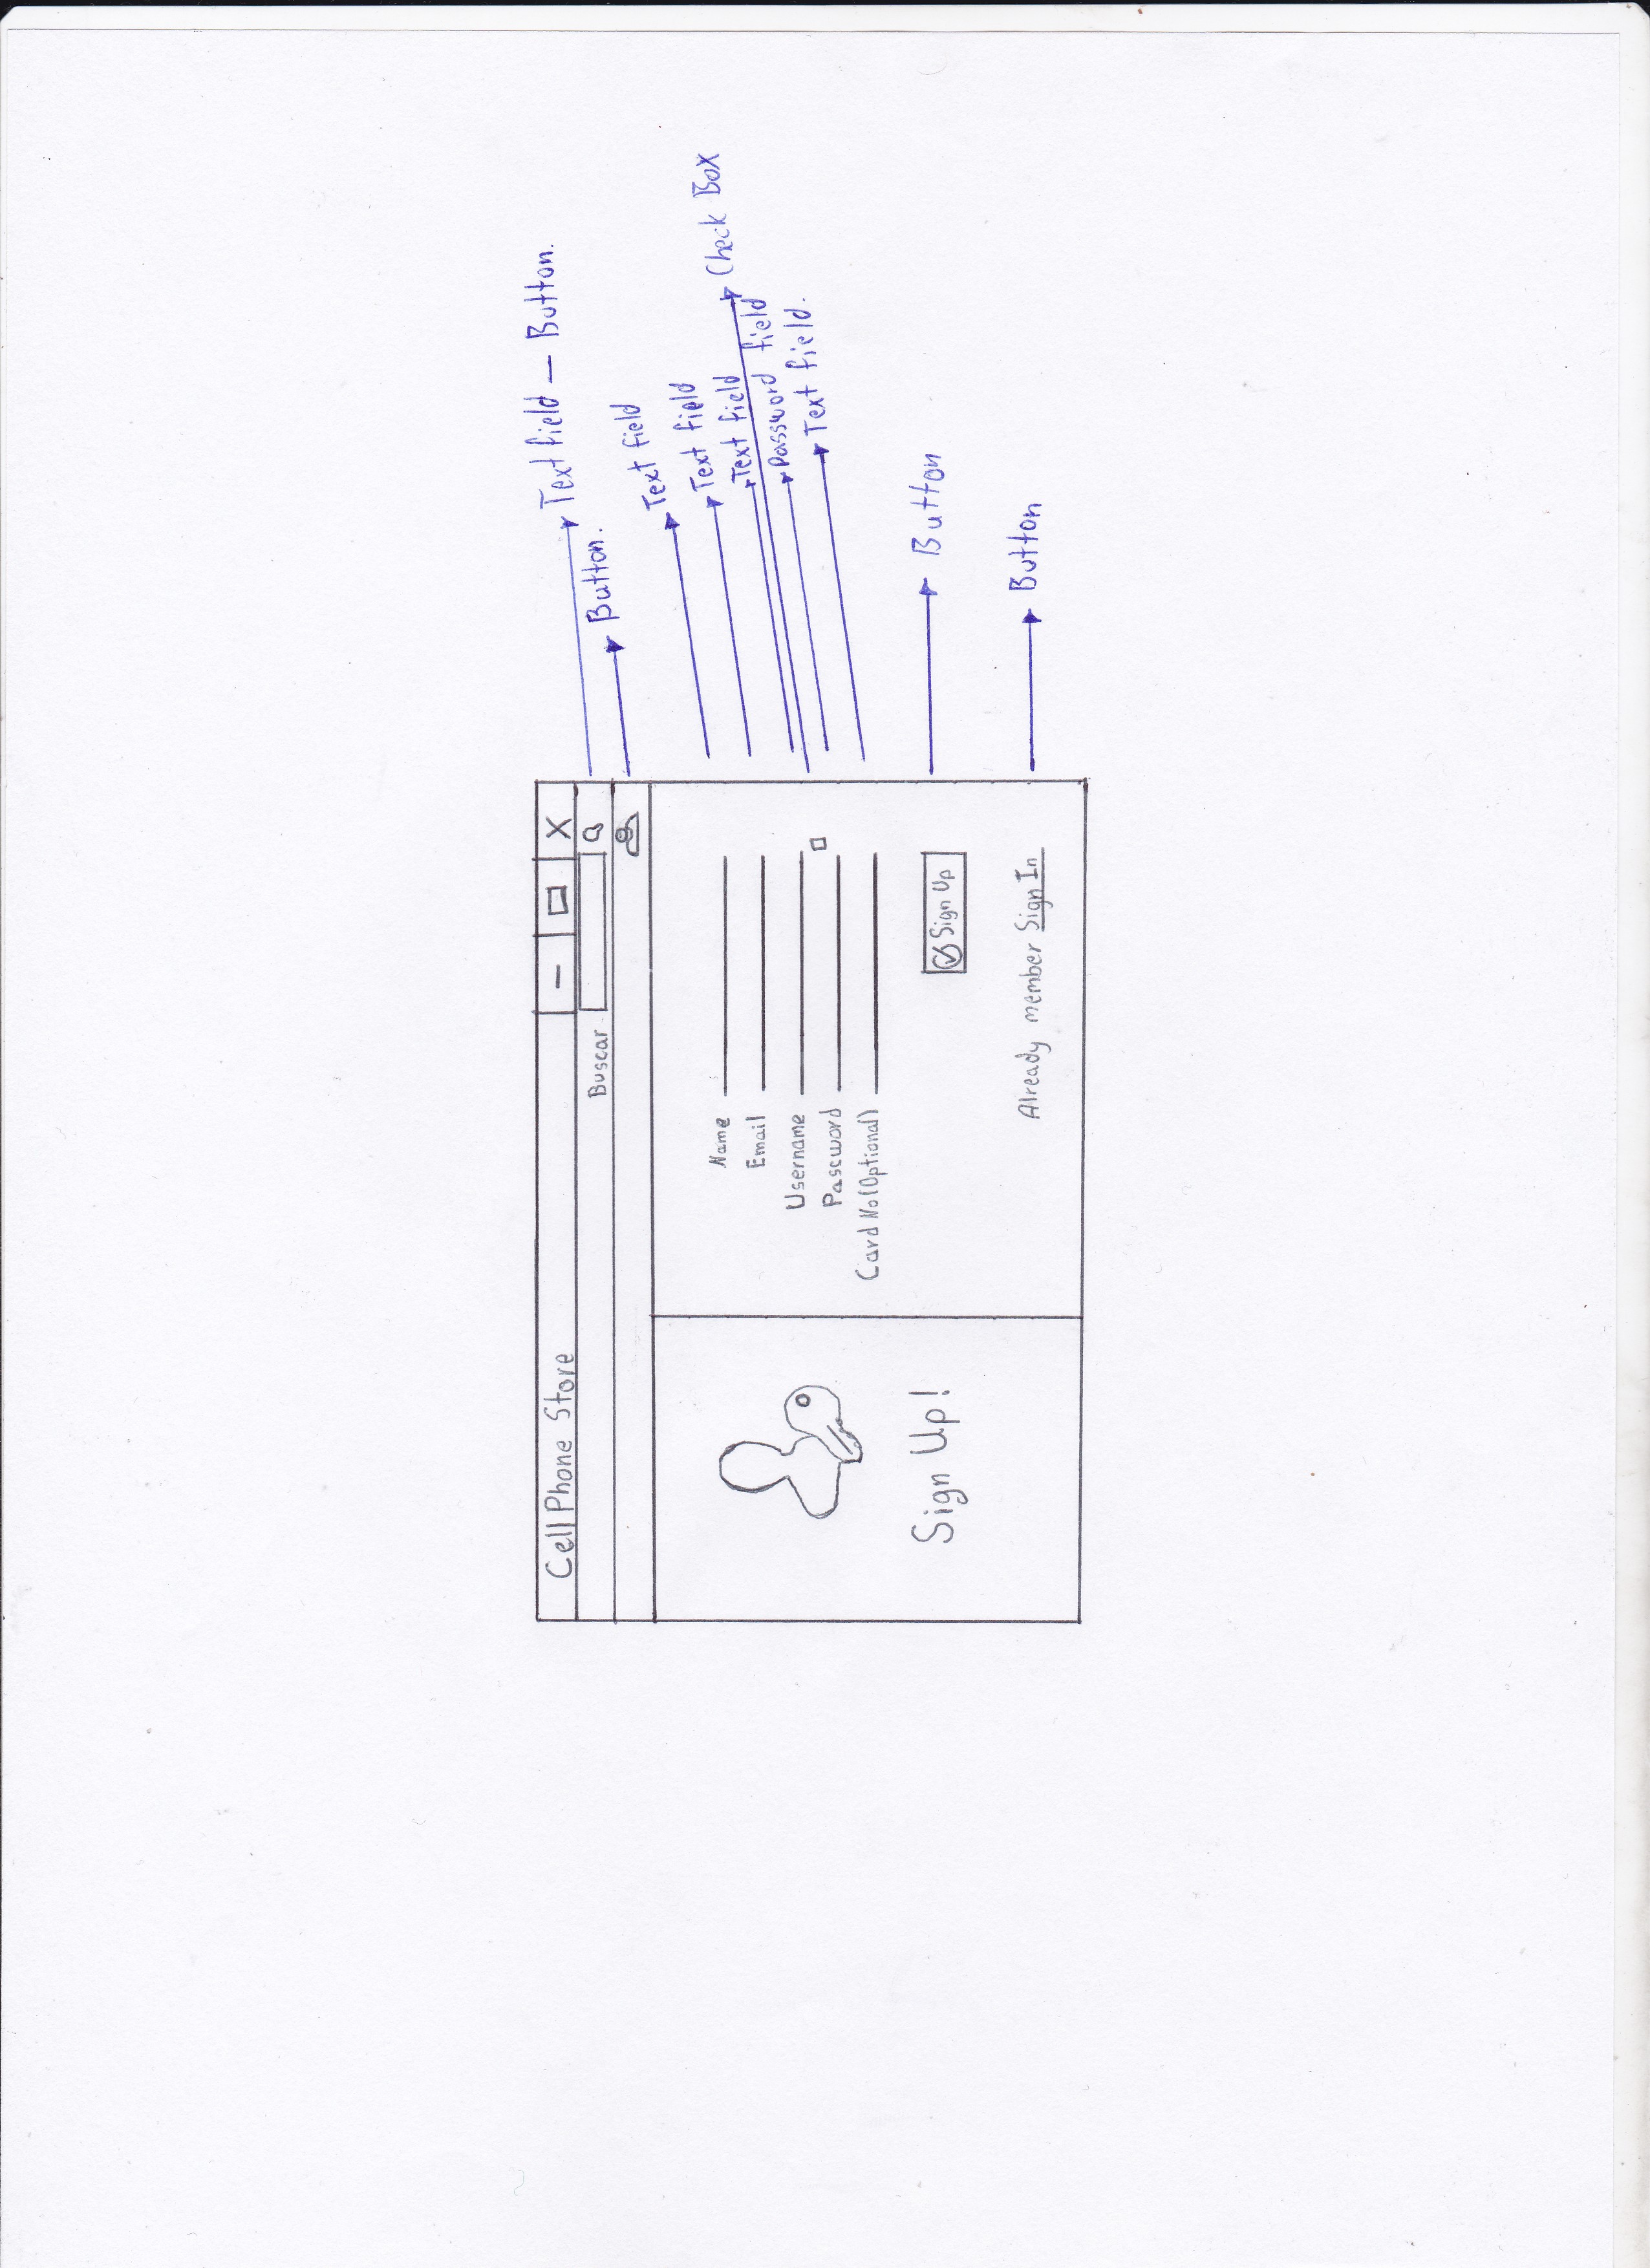 Cell Phone Store
Buscar
Text field — Button.
Button.
Name
Text field
Email
Text field
Username
Text field
Check Box
Password
Password field
Card No(Optional)
Text field.
Sign Up!
Sign Up
Button
Already member Sign In
Button